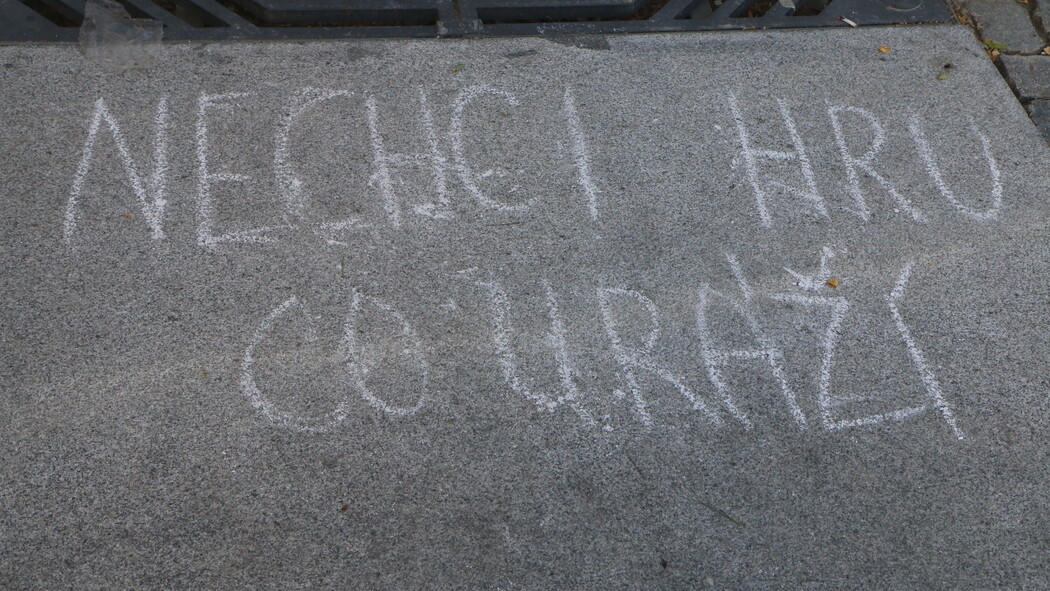 NECHCI HRU
CO URÁŽÍ